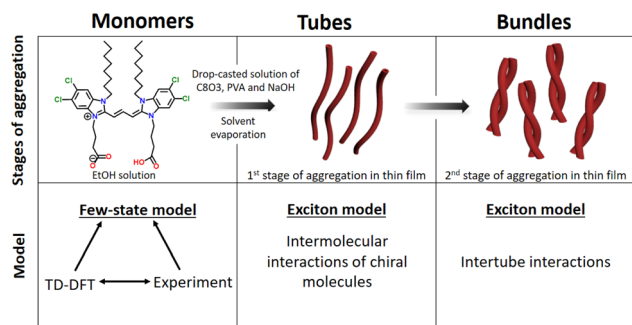 Monomers
Tubes
Bundles
Stages of aggregation
Cl
Cl
Cl
Cl
N
N
N
N
O
O
HO
O
EtOH solution
Drop-casted solution of
C8O3, PVA and NaOH
Solvent
evaporation
1st stage of aggregation in thin film
2nd stage of aggregation in thin film
Model
Few-state model
TD-DFT
Experiment
Exciton model
Intermolecular
interactions of chiral
molecules
Exciton model
Intertube interactions